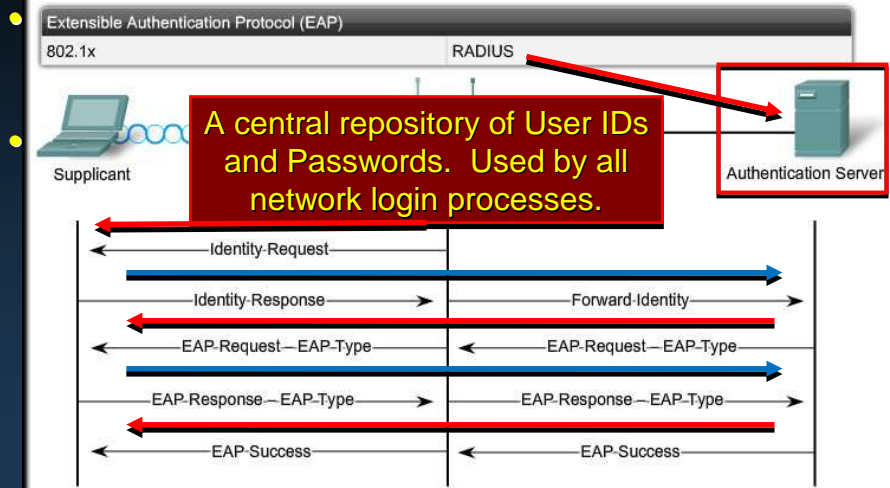 Extensible Authentication Protocol (EAP)
802.1x RADIUS
A central repository of User IDs
and Passwords. Used by all
network login processes.
Supplicant
Authentication Server
Identity Request
Identity Response Forward Identity
EAP Request – EAP Type EAP Request – EAP Type
EAP Response – EAP Type EAP Response – EAP Type
EAP Success EAP Success